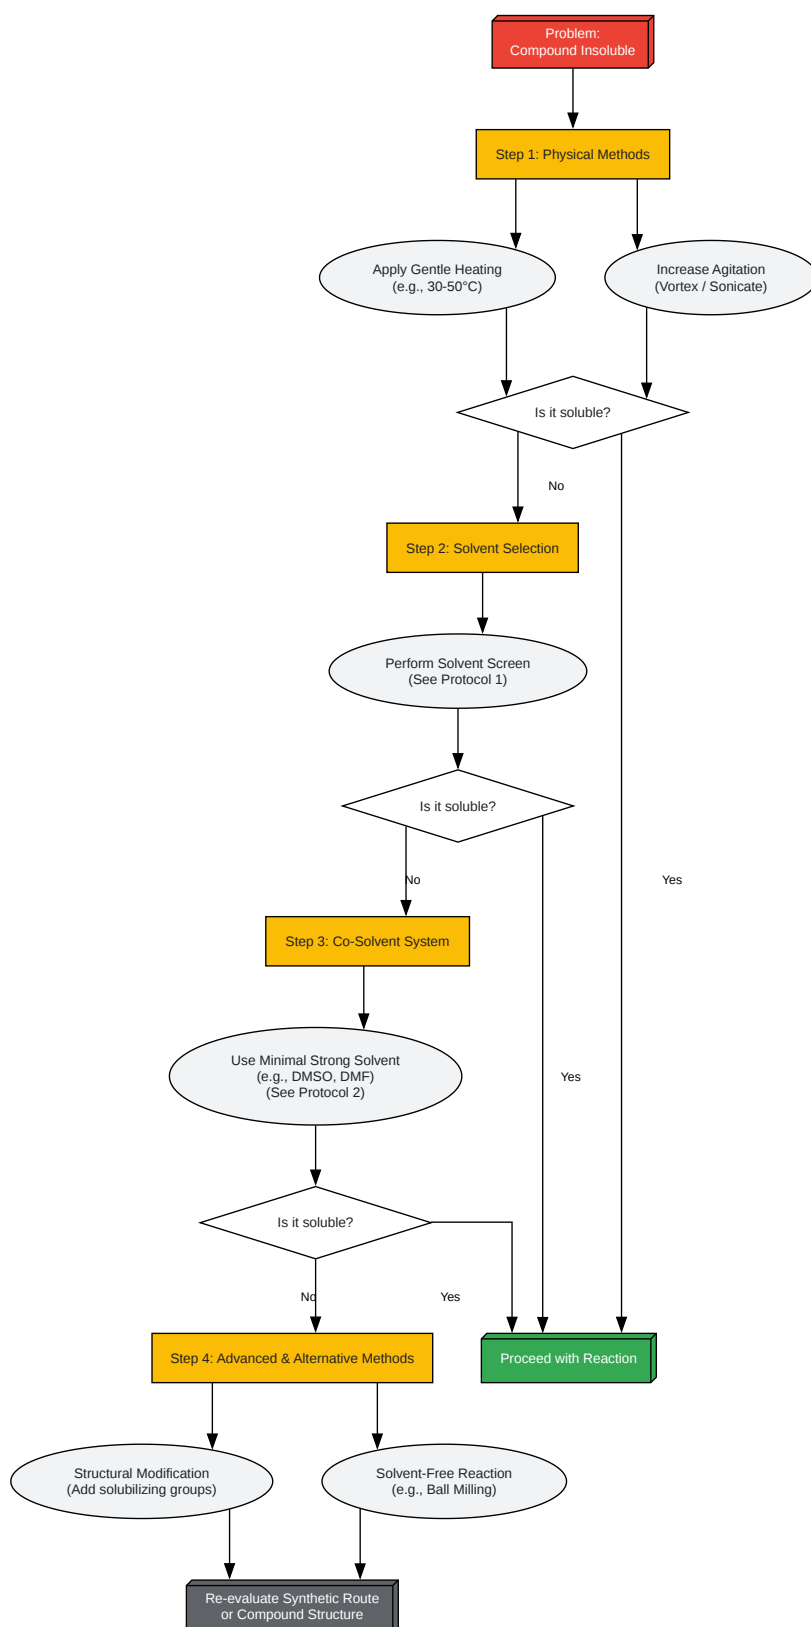 Problem:
Compound Insoluble
Step 1: Physical Methods
Apply Gentle Heating
(e.g., 30-50°C)
Increase Agitation
(Vortex / Sonicate)
Is it soluble?
No
Step 2: Solvent Selection
Perform Solvent Screen
(See Protocol 1)
Is it soluble?
No
Yes
Step 3: Co-Solvent System
Use Minimal Strong Solvent
(e.g., DMSO, DMF)
(See Protocol 2)
Yes
Is it soluble?
No
Yes
Step 4: Advanced & Alternative Methods
Proceed with Reaction
Structural Modification
(Add solubilizing groups)
Solvent-Free Reaction
(e.g., Ball Milling)
Re-evaluate Synthetic Route
or Compound Structure